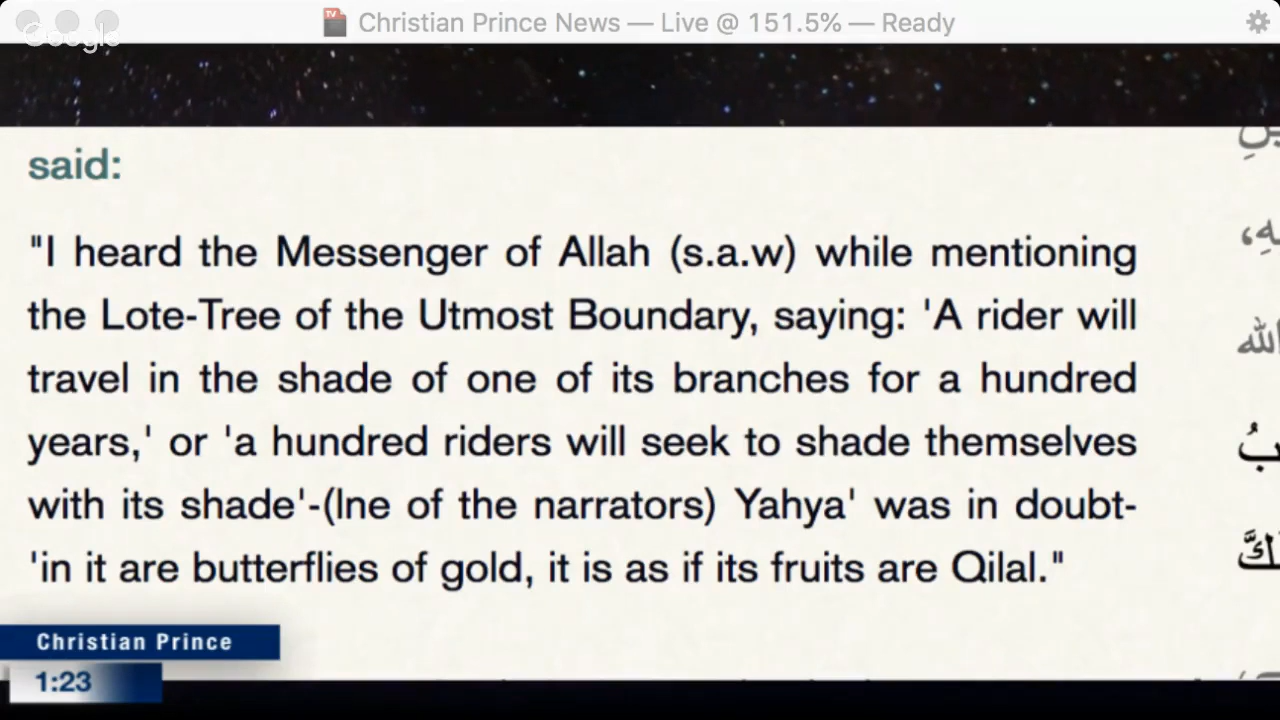 Christian Prince News — Live @ 151.5% — Ready
Google
said:
"I heard the Messenger of Allah (s.a.w) while mentioning
the Lote-Tree of the Utmost Boundary, saying: 'A rider will
travel in the shade of one of its branches for a hundred
years,' or 'a hundred riders will seek to shade themselves
with its shade'-(Ine of the narrators) Yahya' was in doubt-
'in it are butterflies of gold, it is as if its fruits are Qilal."
الله
Christian Prince
1:23